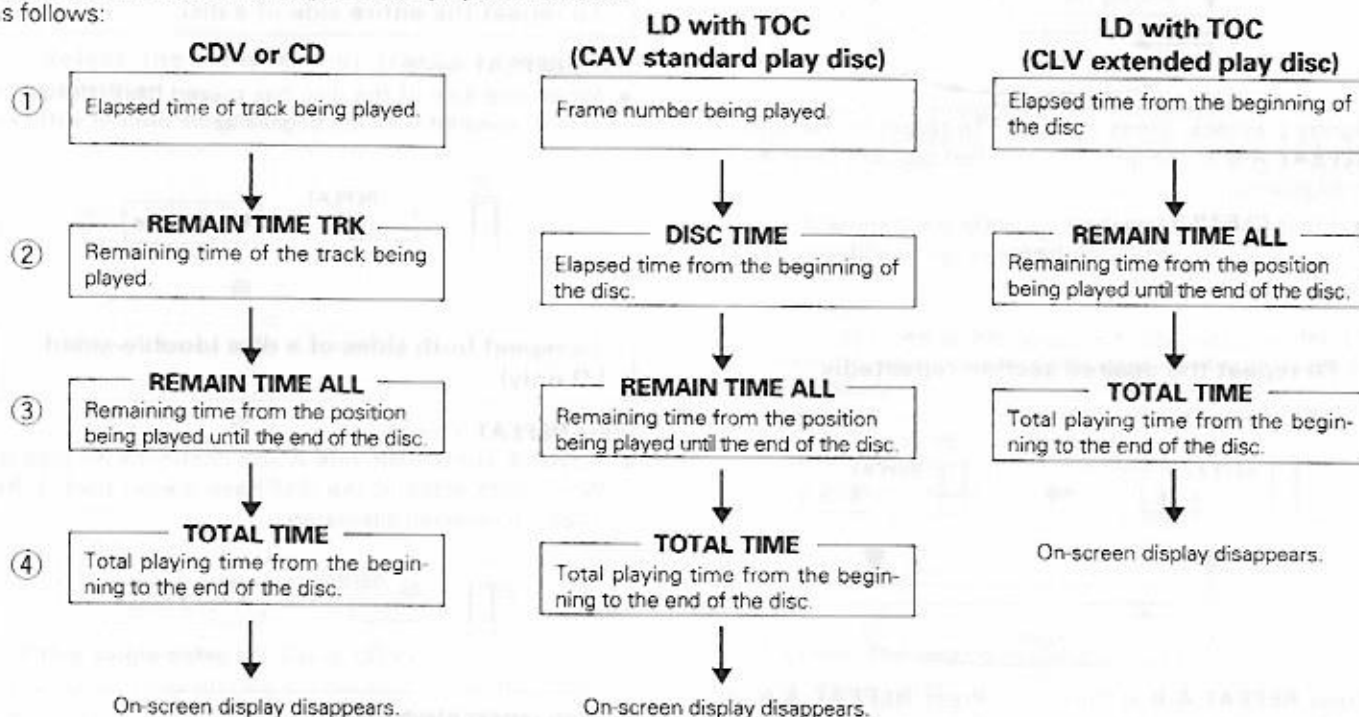 as follows:
CDV or CD
① Elapsed time of track being played.
REMAIN TIME TRK
② Remaining time of the track being
played.
REMAIN TIME ALL
③ Remaining time from the position
being played until the end of the disc.
TOTAL TIME
④ Total playing time from the begin-
ning to the end of the disc.
On-screen display disappears.
LD with TOC
(CAV standard play disc)
Frame number being played.
DISC TIME
Elapsed time from the beginning of
the disc.
REMAIN TIME ALL
Remaining time from the position
being played until the end of the disc.
TOTAL TIME
Total playing time from the begin-
ning to the end of the disc.
On-screen display disappears.
LD with TOC
(CLV extended play disc)
Elapsed time from the beginning of
the disc
REMAIN TIME ALL
Remaining time from the position
being played until the end of the disc.
TOTAL TIME
Total playing time from the begin-
ning to the end of the disc.
On-screen display disappears.